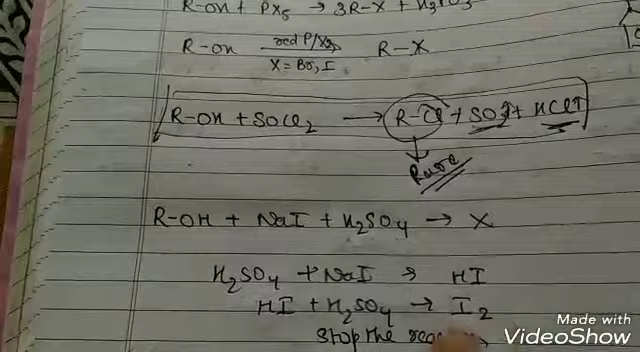 R-OH + PX₅ → 3R-X + H₃PO₃
R-OH red P/X₂ R-X
X = Br, I
R-OH + SOCl₂ → R-Cl + SO₂↑ + HCl↑
Pure
R-OH + NaI + H₂SO₄ → X
H₂SO₄ + NaI → HI
HI + H₂SO₄ → I₂
Stop the
Made with
VideoShow